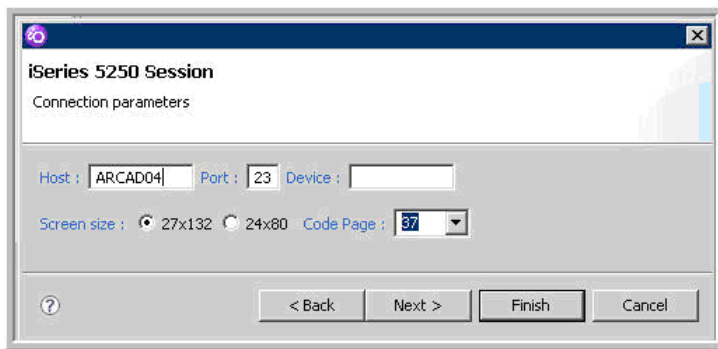 iSeries 5250 Session
Connection parameters
Host : ARCAD04 Port : 23 Device :
Screen size : 27x132 24x80 Code Page : 37
? < Back Next > Finish Cancel